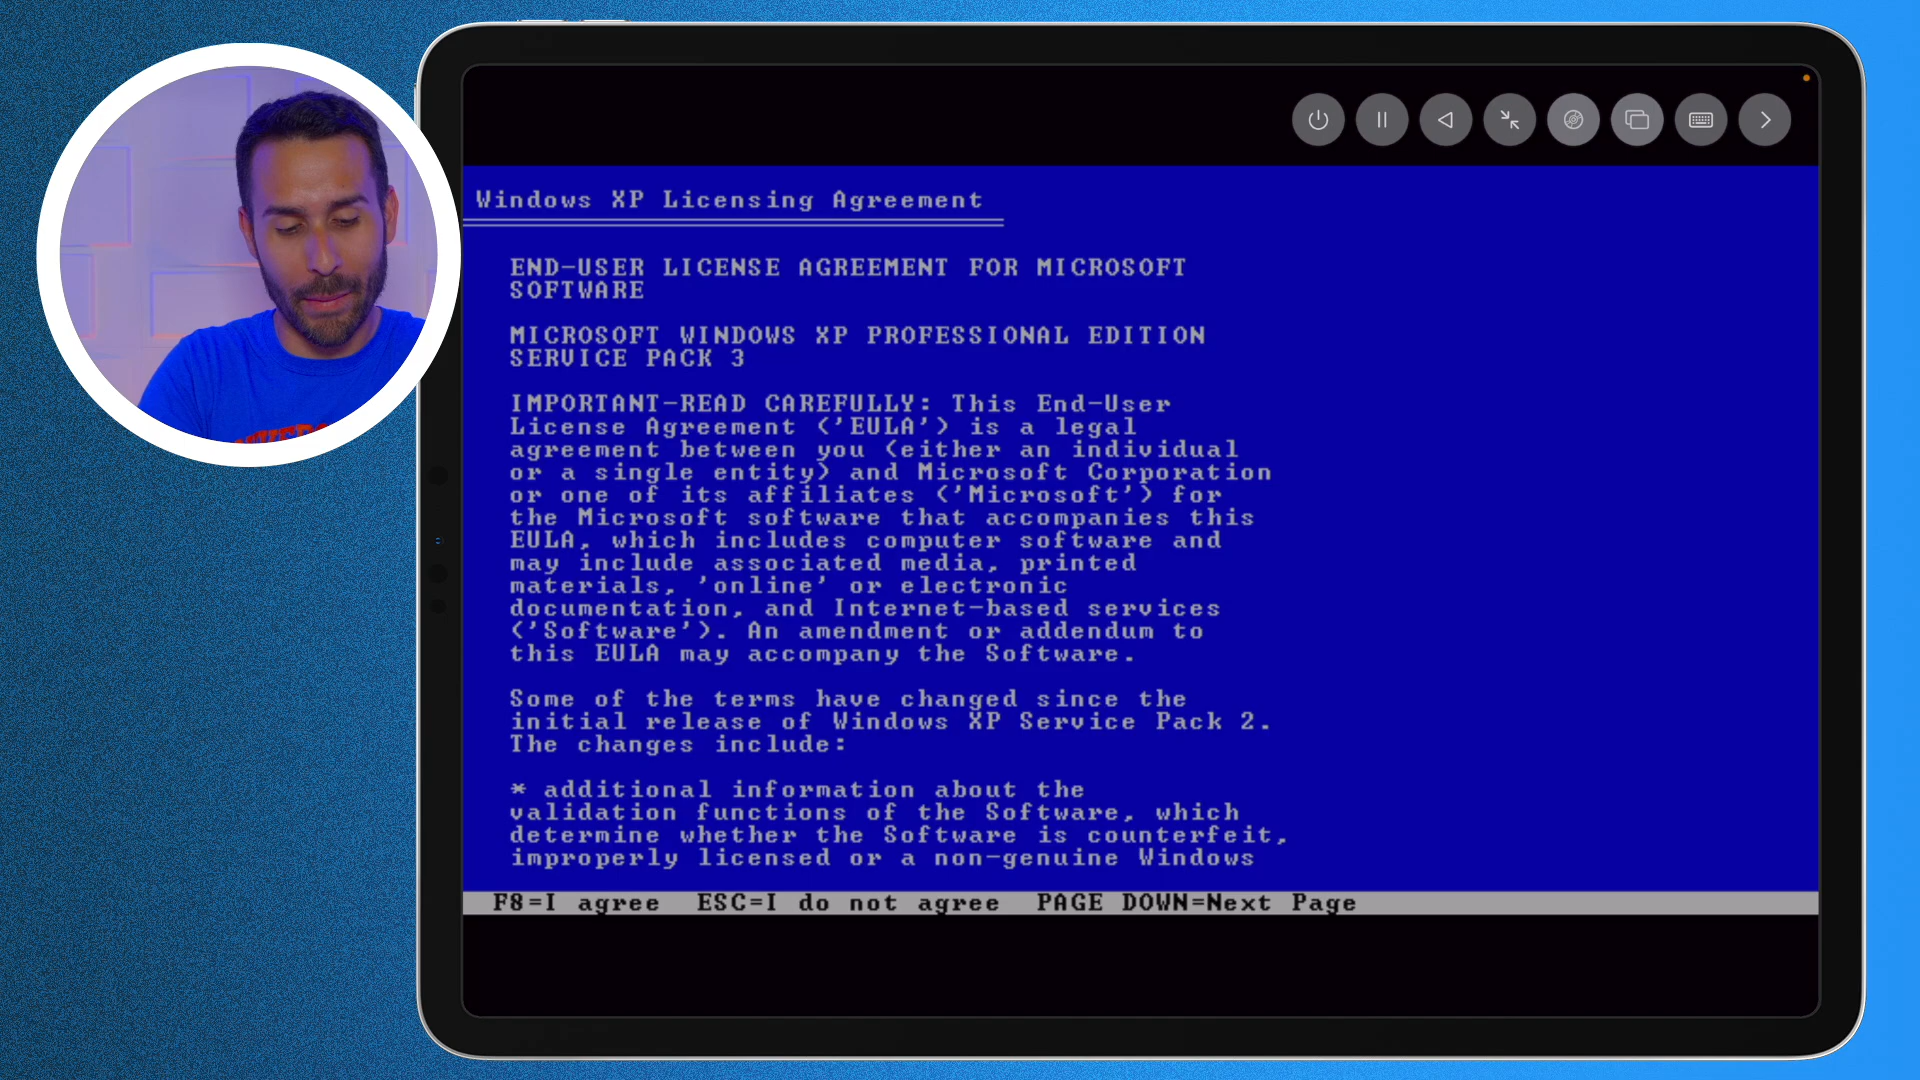 Windows XP Licensing Agreement
END-USER LICENSE AGREEMENT FOR MICROSOFT
SOFTWARE
MICROSOFT WINDOWS XP PROFESSIONAL EDITION
SERVICE PACK 3
IMPORTANT-READ CAREFULLY: This End-User
License Agreement ('EULA') is a legal
agreement between you (either an individual
or a single entity) and Microsoft Corporation
or one of its affiliates ('Microsoft') for
the Microsoft software that accompanies this
EULA, which includes computer software and
may include associated media, printed
materials, 'online' or electronic
documentation, and Internet-based services
('Software'). An amendment or addendum to
this EULA may accompany the Software.
Some of the terms have changed since the
initial release of Windows XP Service Pack 2.
The changes include:
* additional information about the
validation functions of the Software, which
determine whether the Software is counterfeit,
improperly licensed or a non-genuine Windows
F8=I agree ESC=I do not agree PAGE DOWN=Next Page